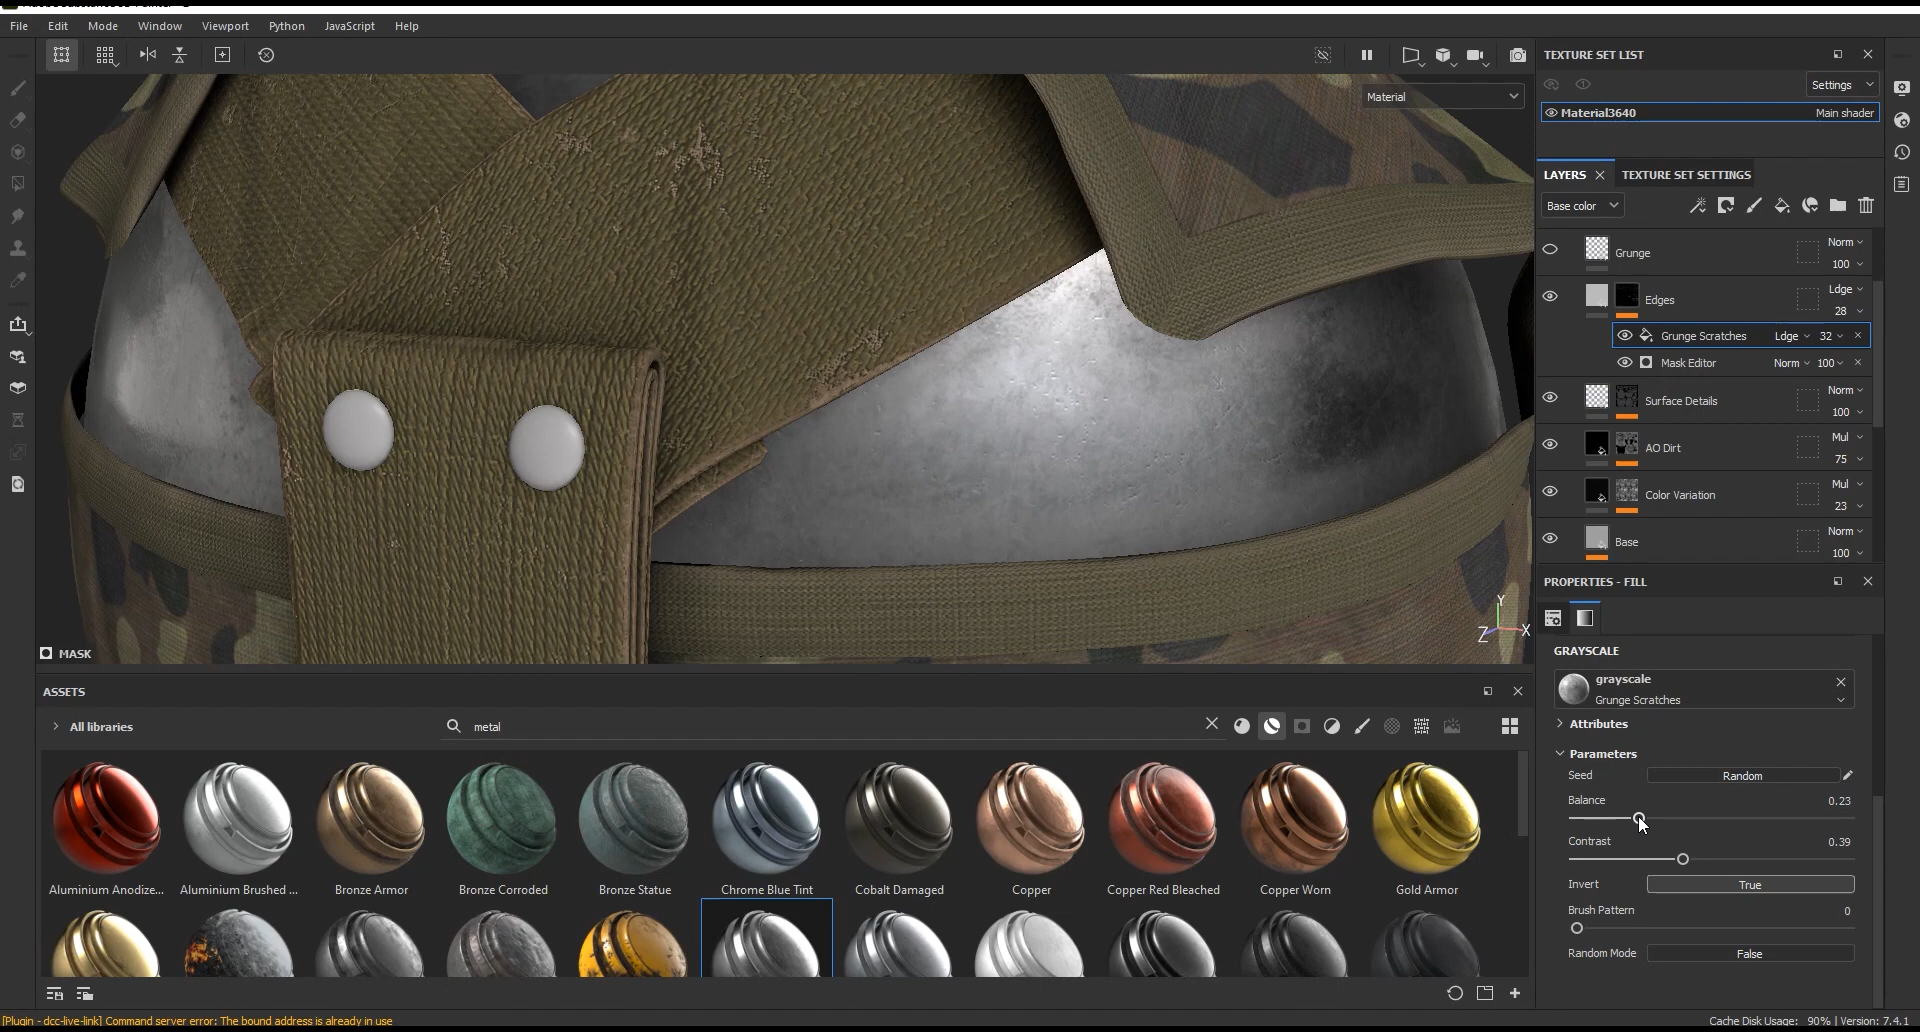 File Edit Mode Window Viewport Python JavaScript Help
Material
MASK
Y
Z X
ASSETS
All libraries
metal
Aluminium Anodize... Aluminium Brushed ... Bronze Armor Bronze Corroded Bronze Statue Chrome Blue Tint Cobalt Damaged Copper Copper Red Bleached Copper Worn Gold Armor
TEXTURE SET LIST
Settings
Material3640 Main shader
LAYERS TEXTURE SET SETTINGS
Base color
Norm
Grunge
100
Ldge
Edges
28
Grunge Scratches Ldge 32
Mask Editor Norm 100
Norm
Surface Details
100
Mul
AO Dirt
75
Mul
Color Variation
23
Norm
Base
100
PROPERTIES - FILL
GRAYSCALE
grayscale
Grunge Scratches
Attributes
Parameters
Seed Random
Balance 0.23
Contrast 0.39
Invert True
Brush Pattern 0
Random Mode False
[Plugin - dcc-live-link] Command server error: The bound address is already in use
Cache Disk Usage: 90% | Version: 7.4.1